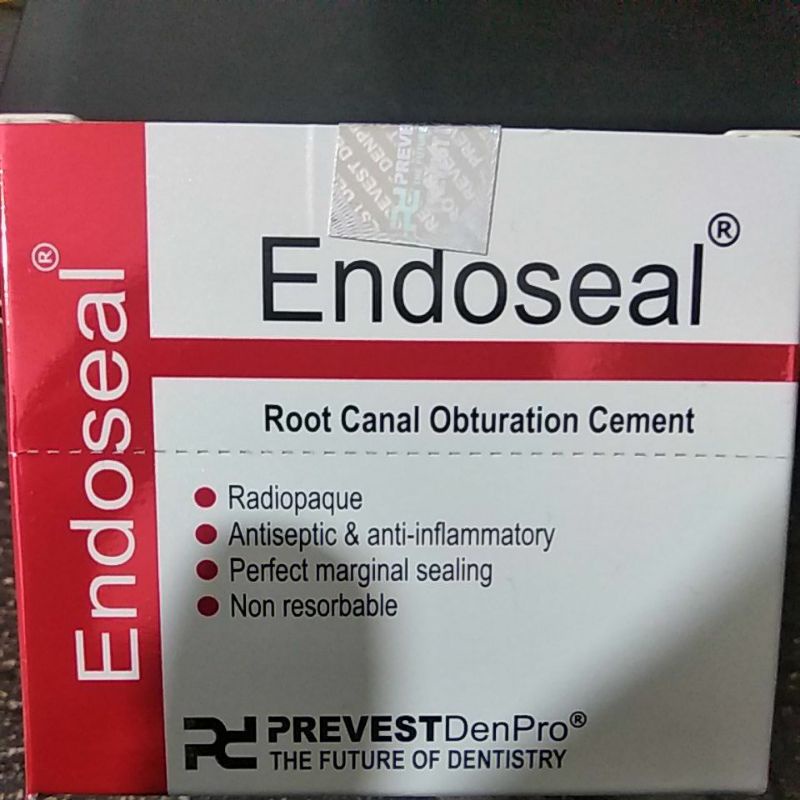 Endoseal®
Endoseal®
Root Canal Obturation Cement
Radiopaque
Antiseptic & anti-inflammatory
Perfect marginal sealing
Non resorbable
PREVESTDenPro®
THE FUTURE OF DENTISTRY